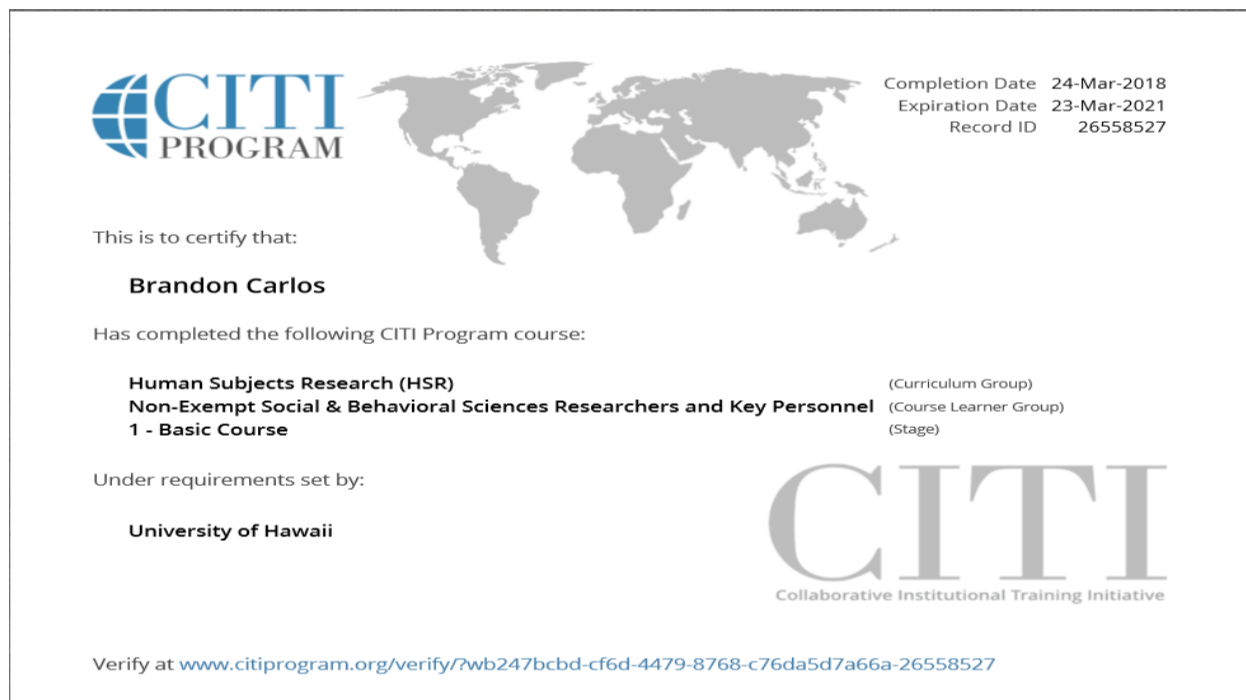 CITI
PROGRAM
Completion Date 24-Mar-2018
Expiration Date 23-Mar-2021
Record ID 26558527
This is to certify that:
Brandon Carlos
Has completed the following CITI Program course:
Human Subjects Research (HSR) (Curriculum Group)
Non-Exempt Social & Behavioral Sciences Researchers and Key Personnel (Course Learner Group)
1 - Basic Course (Stage)
Under requirements set by:
University of Hawaii
CITI
Collaborative Institutional Training Initiative
Verify at www.citiprogram.org/verify/?wb247bcbd-cf6d-4479-8768-c76da5d7a66a-26558527